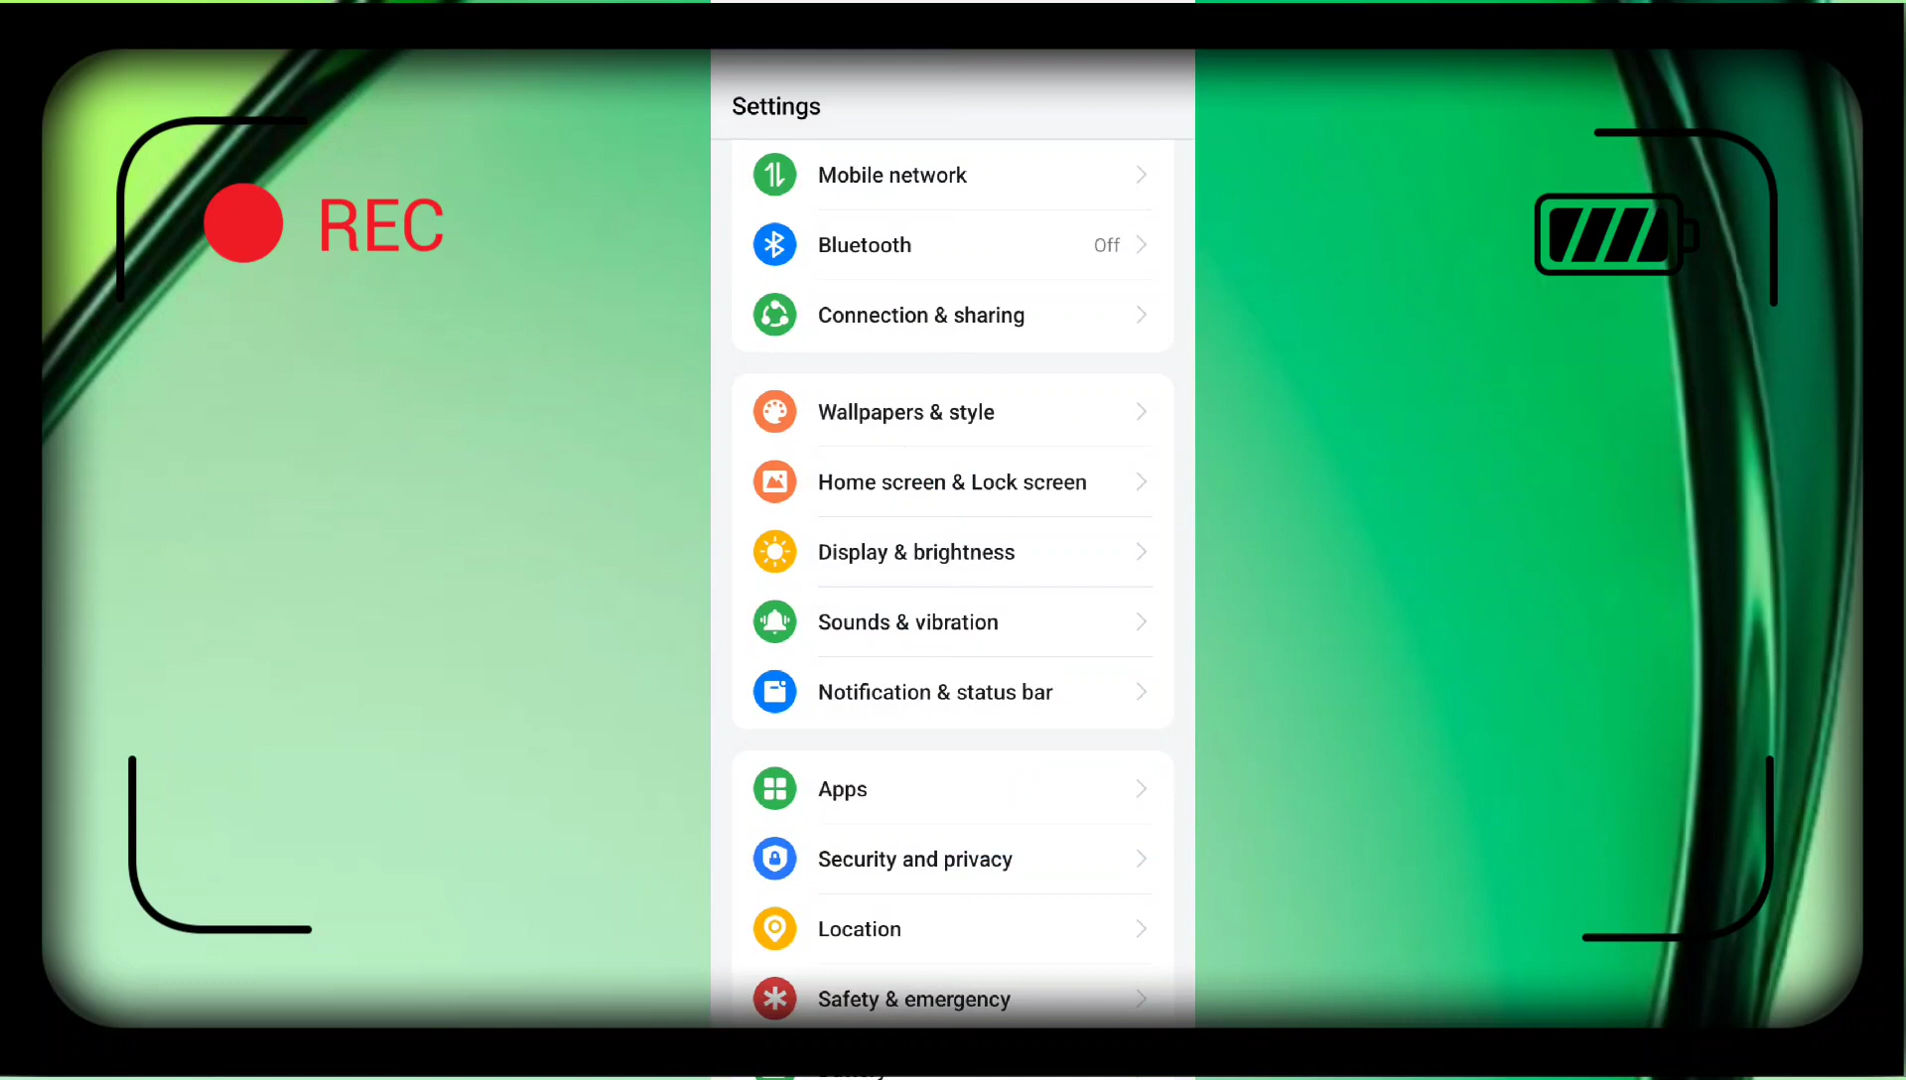 Settings
Mobile network
REC
Bluetooth Off
Connection & sharing
Wallpapers & style
Home screen & Lock screen
Display & brightness
Sounds & vibration
Notification & status bar
Apps
Security and privacy
Location
Safety & emergency